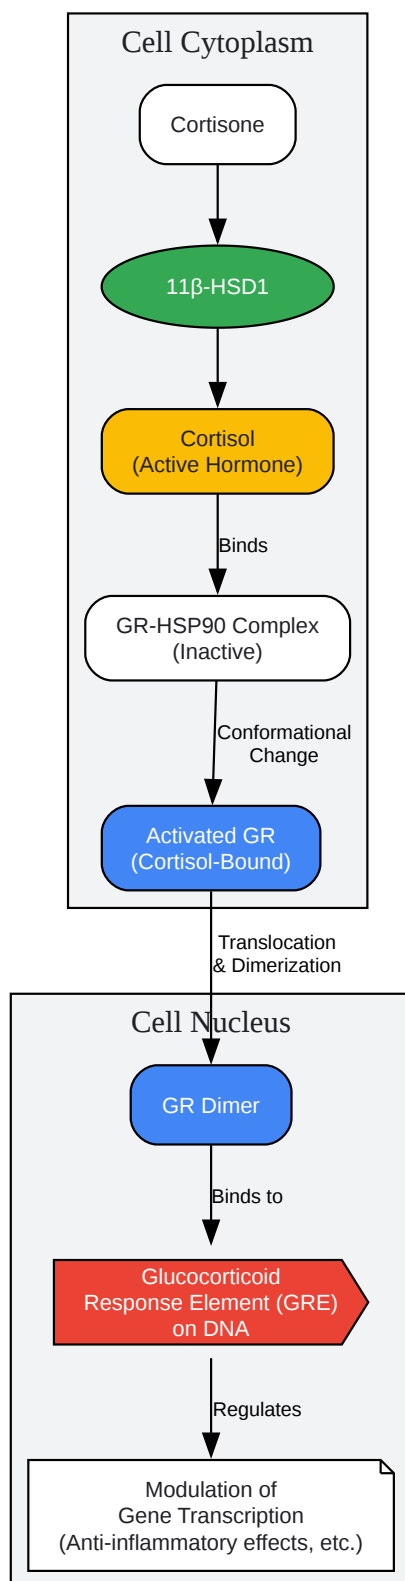 Cell Cytoplasm
Cortisone
11β-HSD1
Cortisol
(Active Hormone)
Binds
GR-HSP90 Complex
(Inactive)
Conformational
Change
Activated GR
(Cortisol-Bound)
Translocation
& Dimerization
Cell Nucleus
GR Dimer
Binds to
Glucocorticoid
Response Element (GRE)
on DNA
Regulates
Modulation of
Gene Transcription
(Anti-inflammatory effects, etc.)